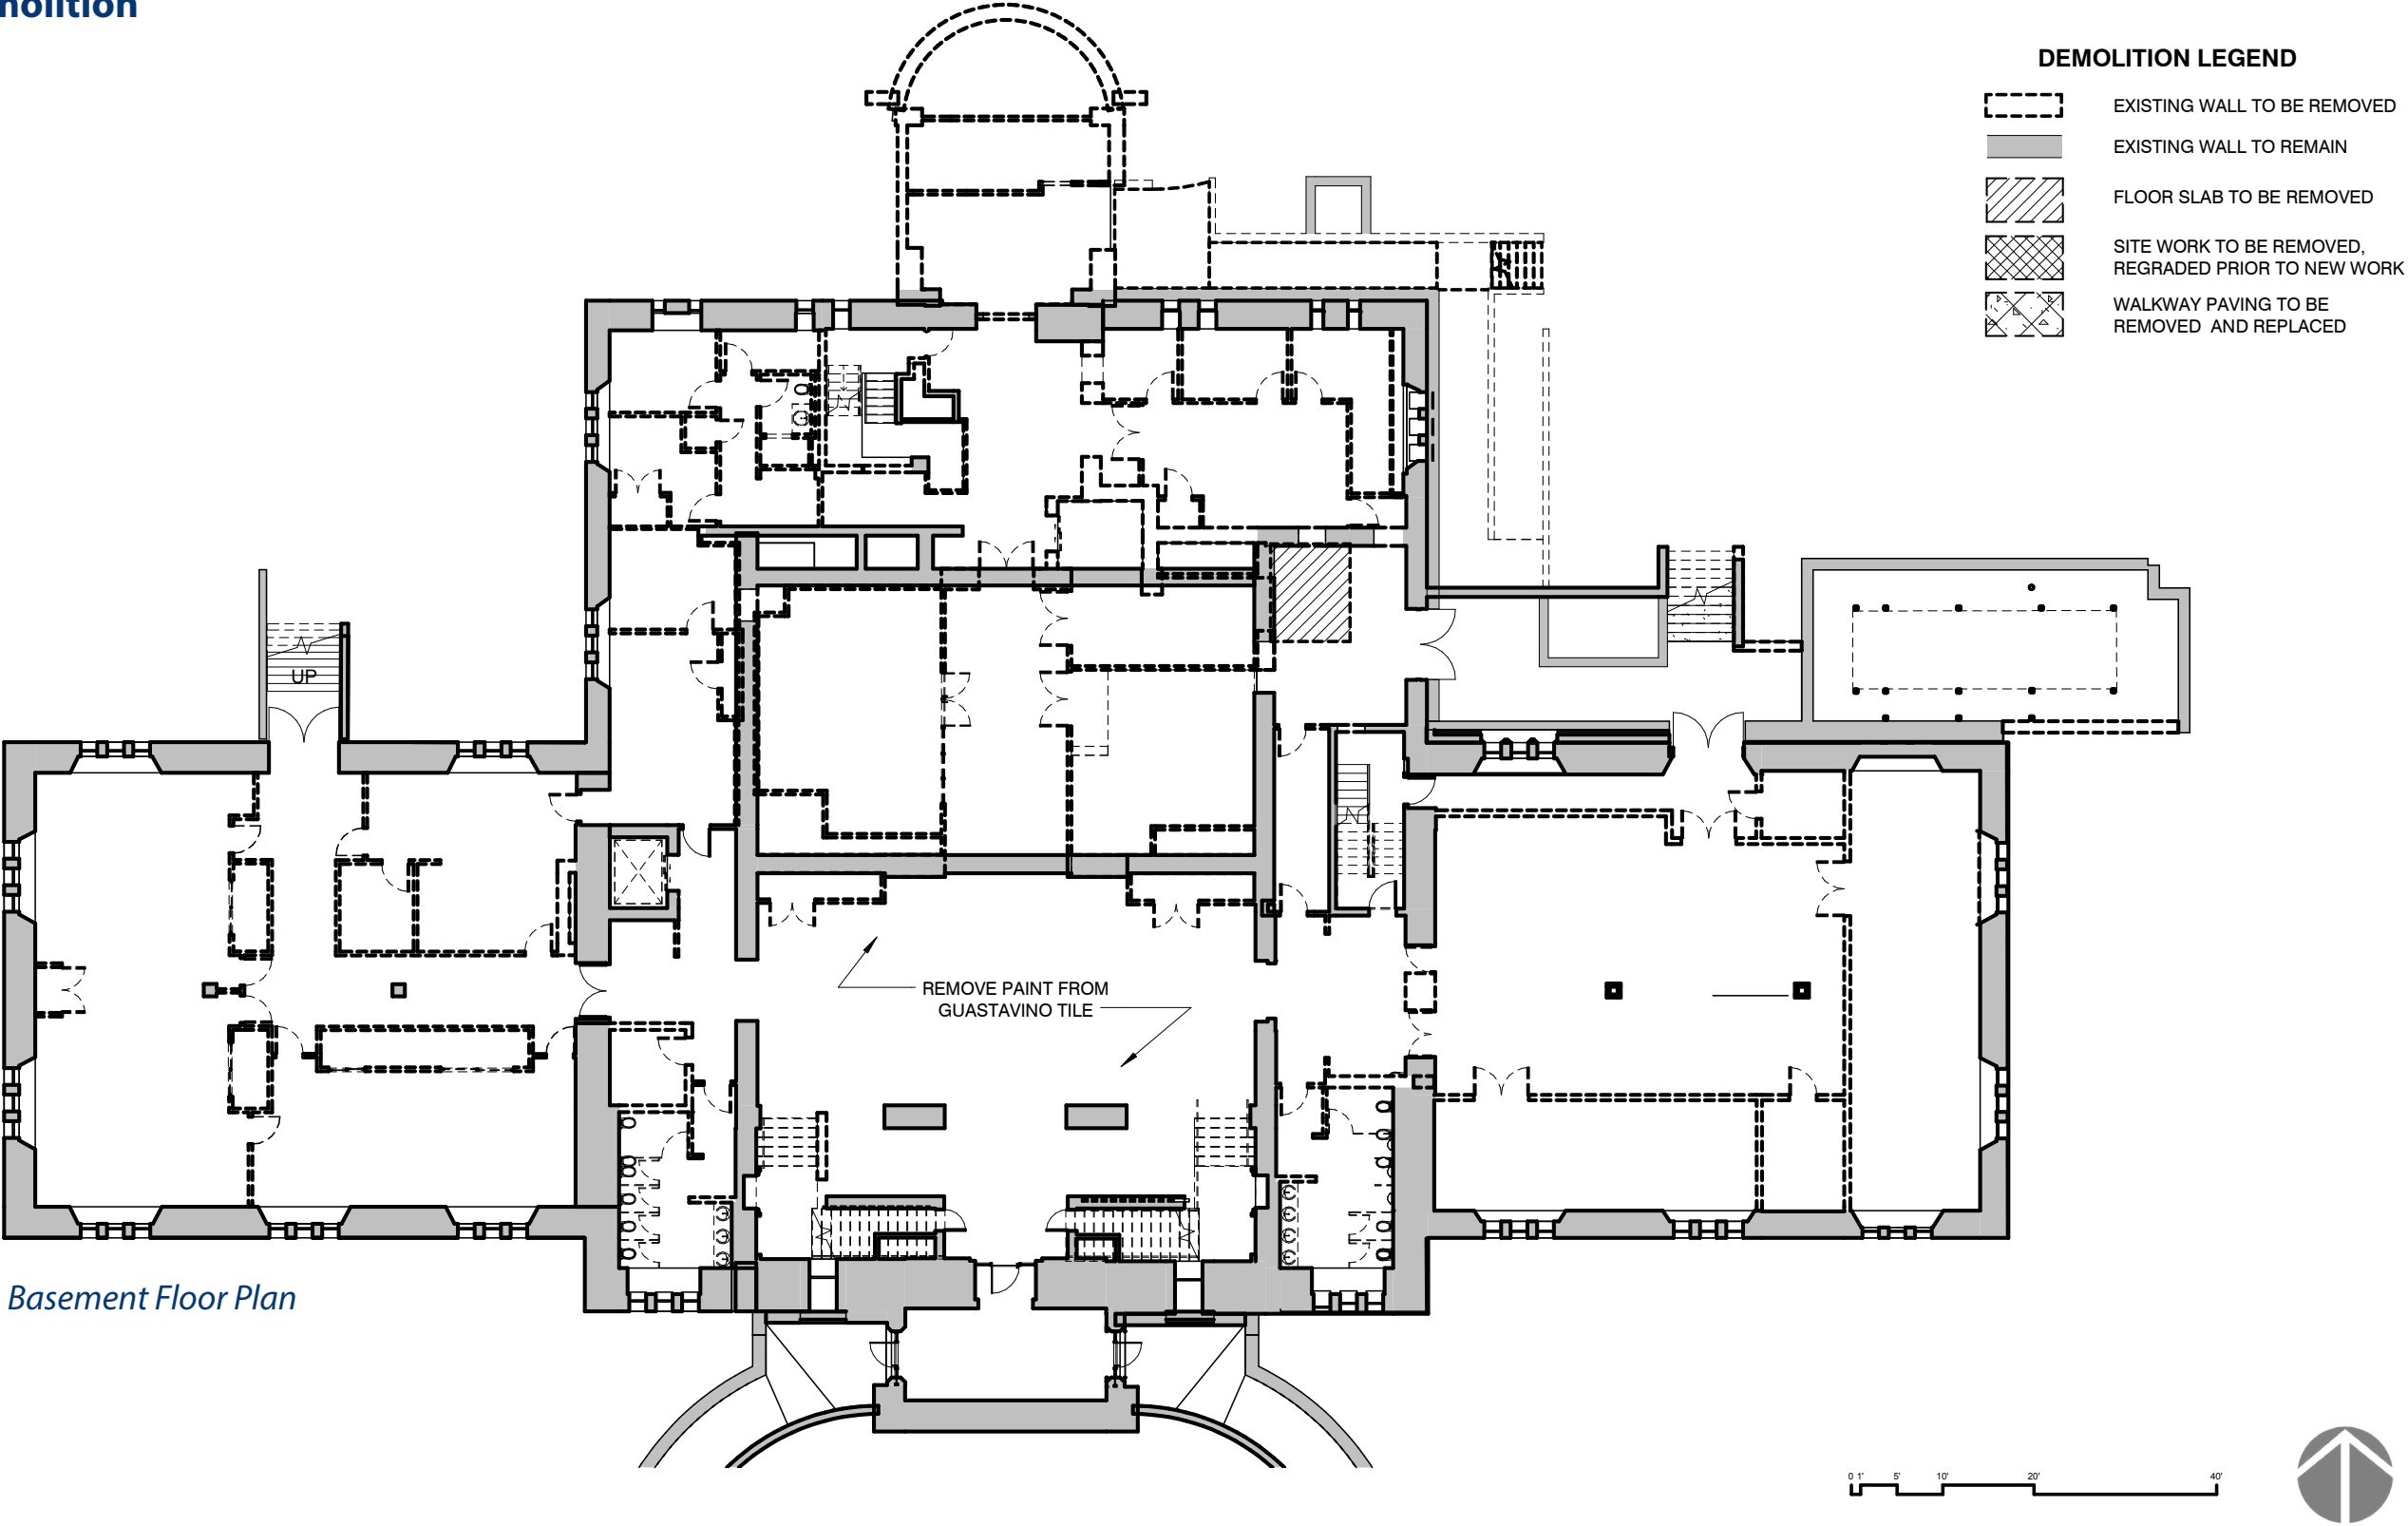 molition
DEMOLITION LEGEND
EXISTING WALL TO BE REMOVED
EXISTING WALL TO REMAIN
FLOOR SLAB TO BE REMOVED
SITE WORK TO BE REMOVED,
REGRADED PRIOR TO NEW WORK
WALKWAY PAVING TO BE
REMOVED AND REPLACED
UP
REMOVE PAINT FROM
GUASTAVINO TILE
Basement Floor Plan
0 1' 5' 10' 20' 40'